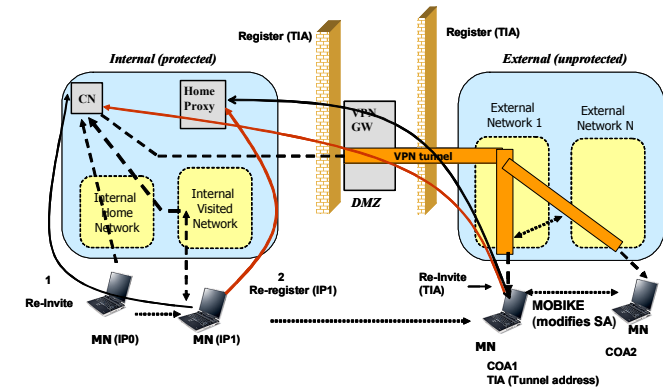 Register (TIA)
Register (TIA)
Internal (protected)
External (unprotected)
CN
Home
Proxy
VPN
GW
External
Network 1
External
Network N
VPN tunnel
DMZ
Internal
Home
Network
Internal
Visited
Network
1
Re-Invite
2
Re-register (IP1)
Re-Invite
(TIA)
MOBIKE
(modifies SA)
MN (IP0)
MN (IP1)
MN
MN
COA1
TIA (Tunnel address)
COA2